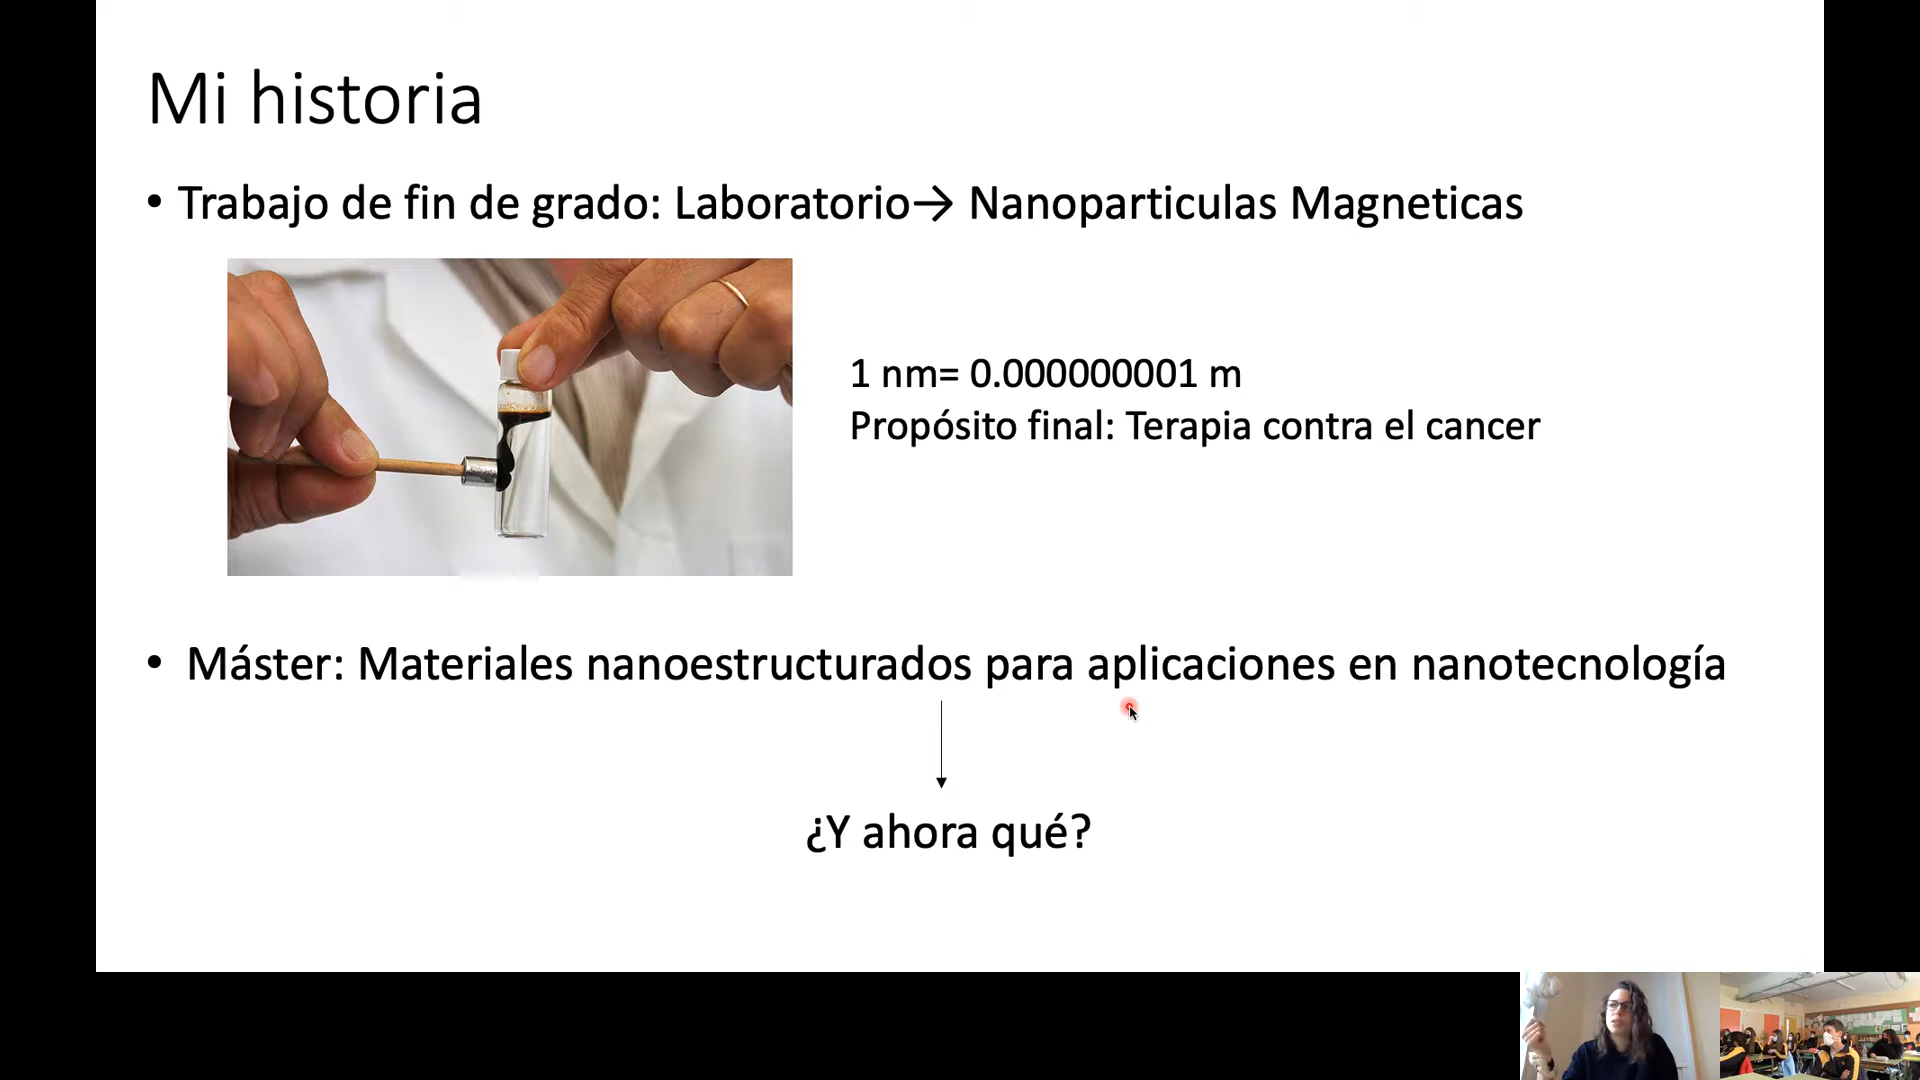 Mi historia
• Trabajo de fin de grado: Laboratorio→ Nanoparticulas Magneticas
1 nm= 0.000000001 m
Propósito final: Terapia contra el cancer
• Máster: Materiales nanoestructurados para aplicaciones en nanotecnología
¿Y ahora qué?